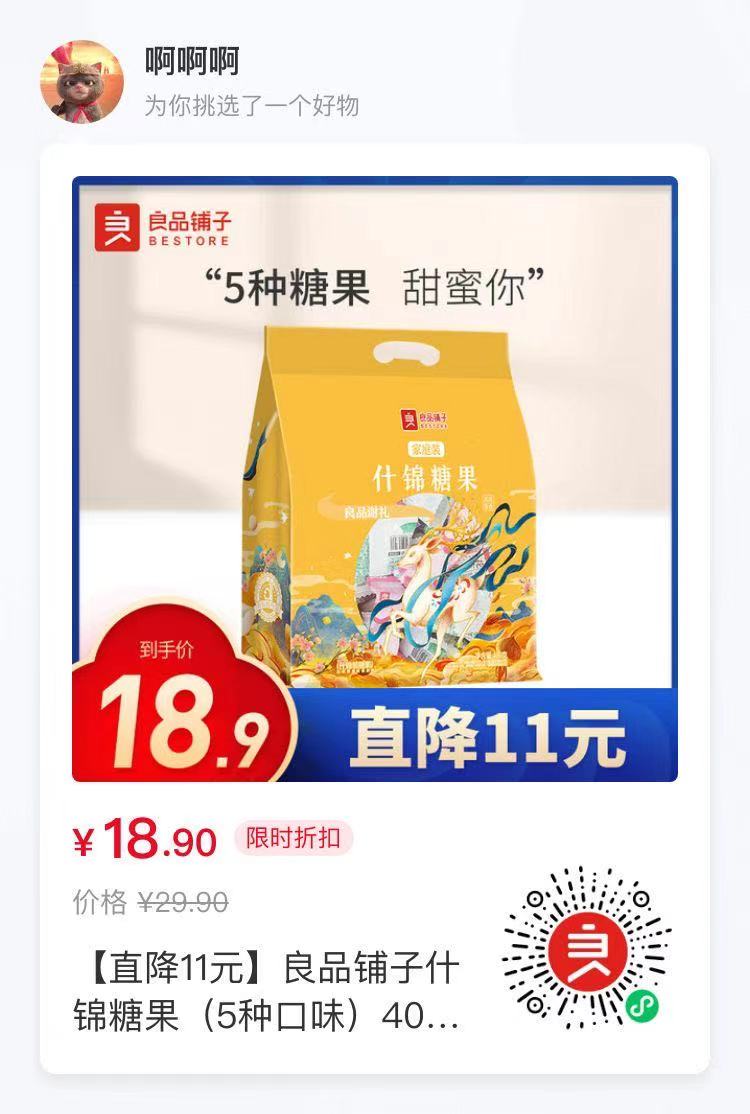 啊啊啊
为你挑选了一个好物
良品铺子
BESTORE
“5种糖果 甜蜜你”
良品铺子
BESTORE
家庭装
什锦糖果
良品谢礼
到手价
18.9
直降11元
¥18.90 限时折扣
价格 ¥29.90
【直降11元】良品铺子什
锦糖果（5种口味）40...